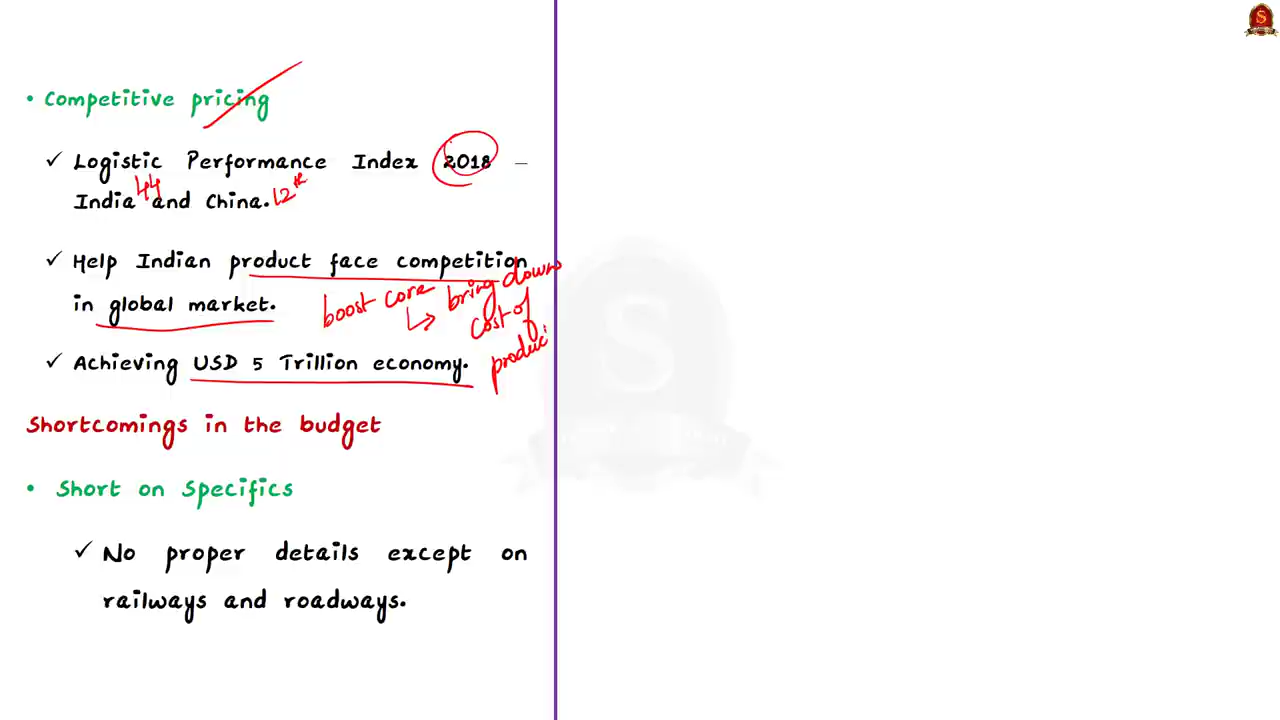 • Competitive pricing
✓ Logistic Performance Index 2018 –
India 44 and China. 12th
✓ Help Indian product face competition
in global market.
boost core
↳ bring down
cost of
produc
✓ Achieving USD 5 Trillion economy.
Shortcomings in the budget
• Short on Specifics
✓ No proper details except on
railways and roadways.
S